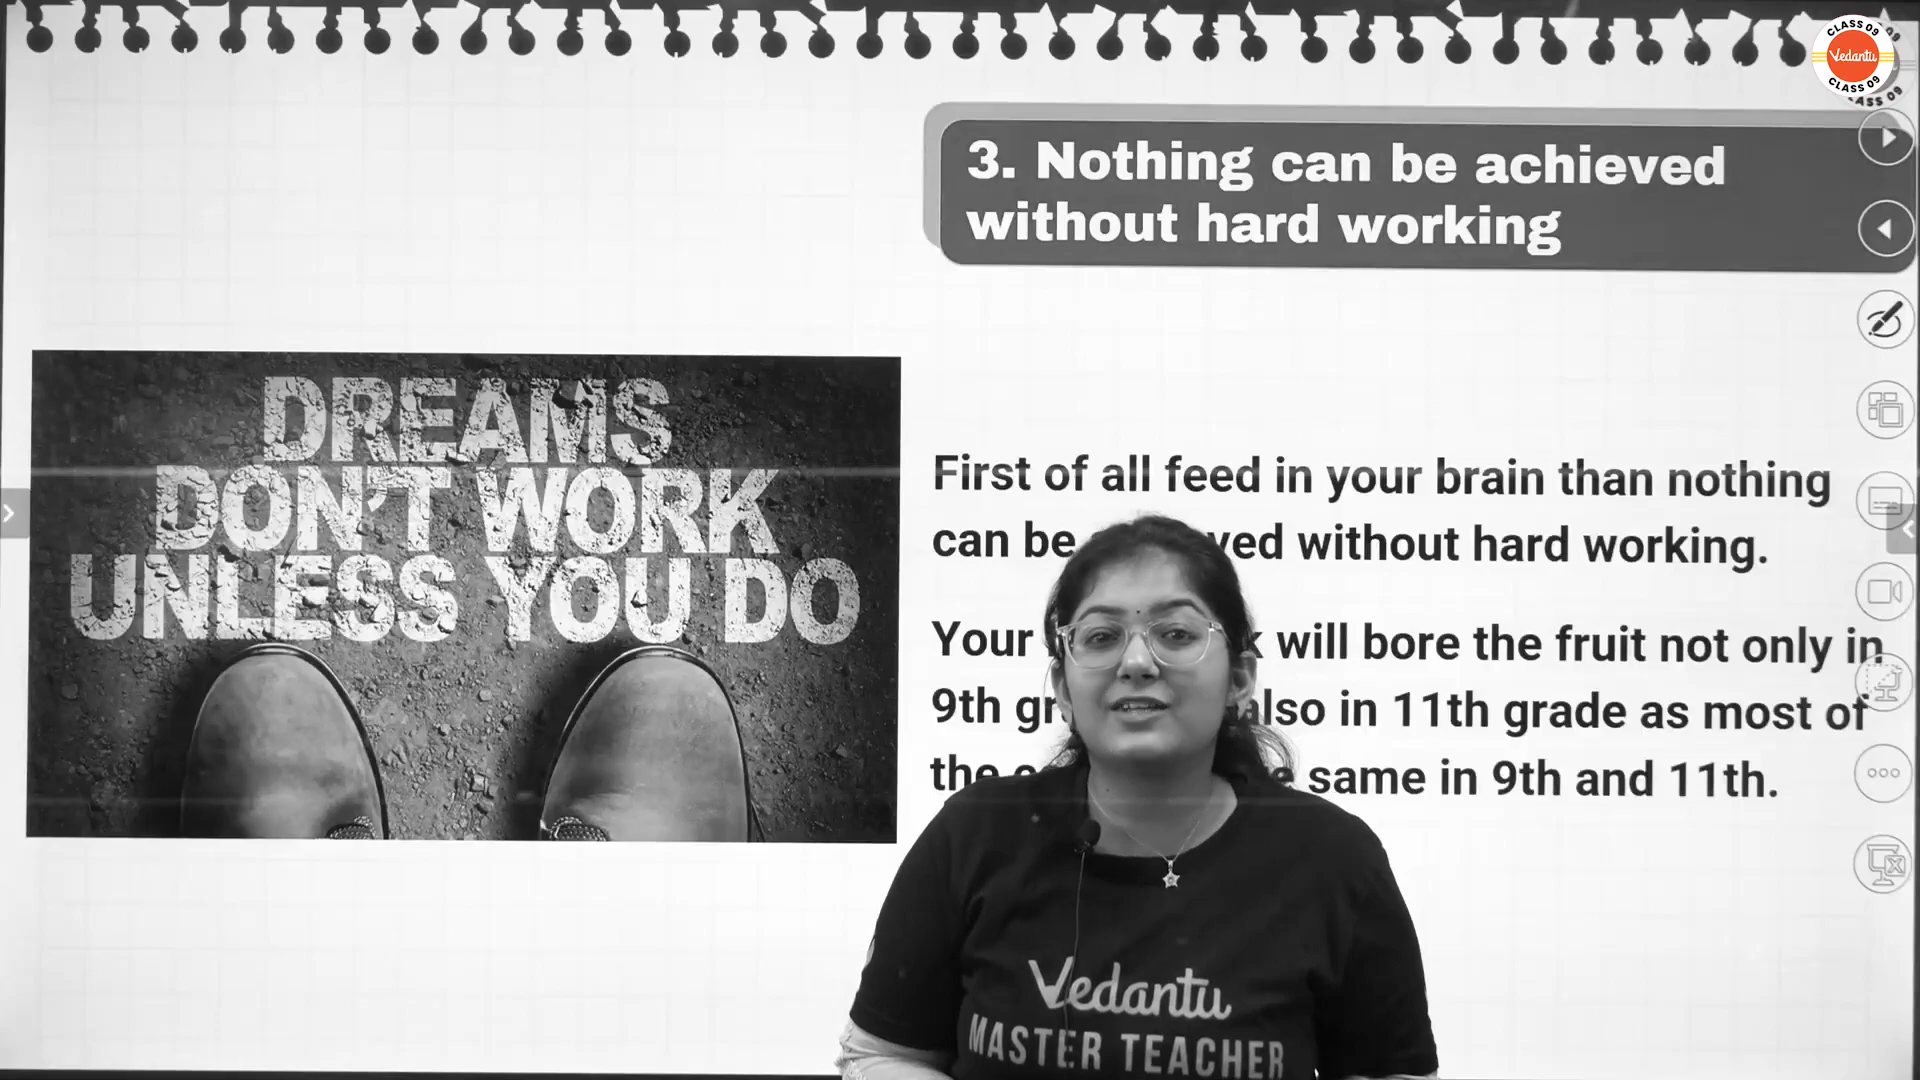 CLASS 09
Vedantu
CLASS 09
3. Nothing can be achieved
without hard working
DREAMS
DON'T WORK
UNLESS YOU DO
First of all feed in your brain than nothing
can be without hard working.
Your will bore the fruit not only in
9th also in 11th grade as most of
the same in 9th and 11th.
Vedantu
MASTER TEACHER